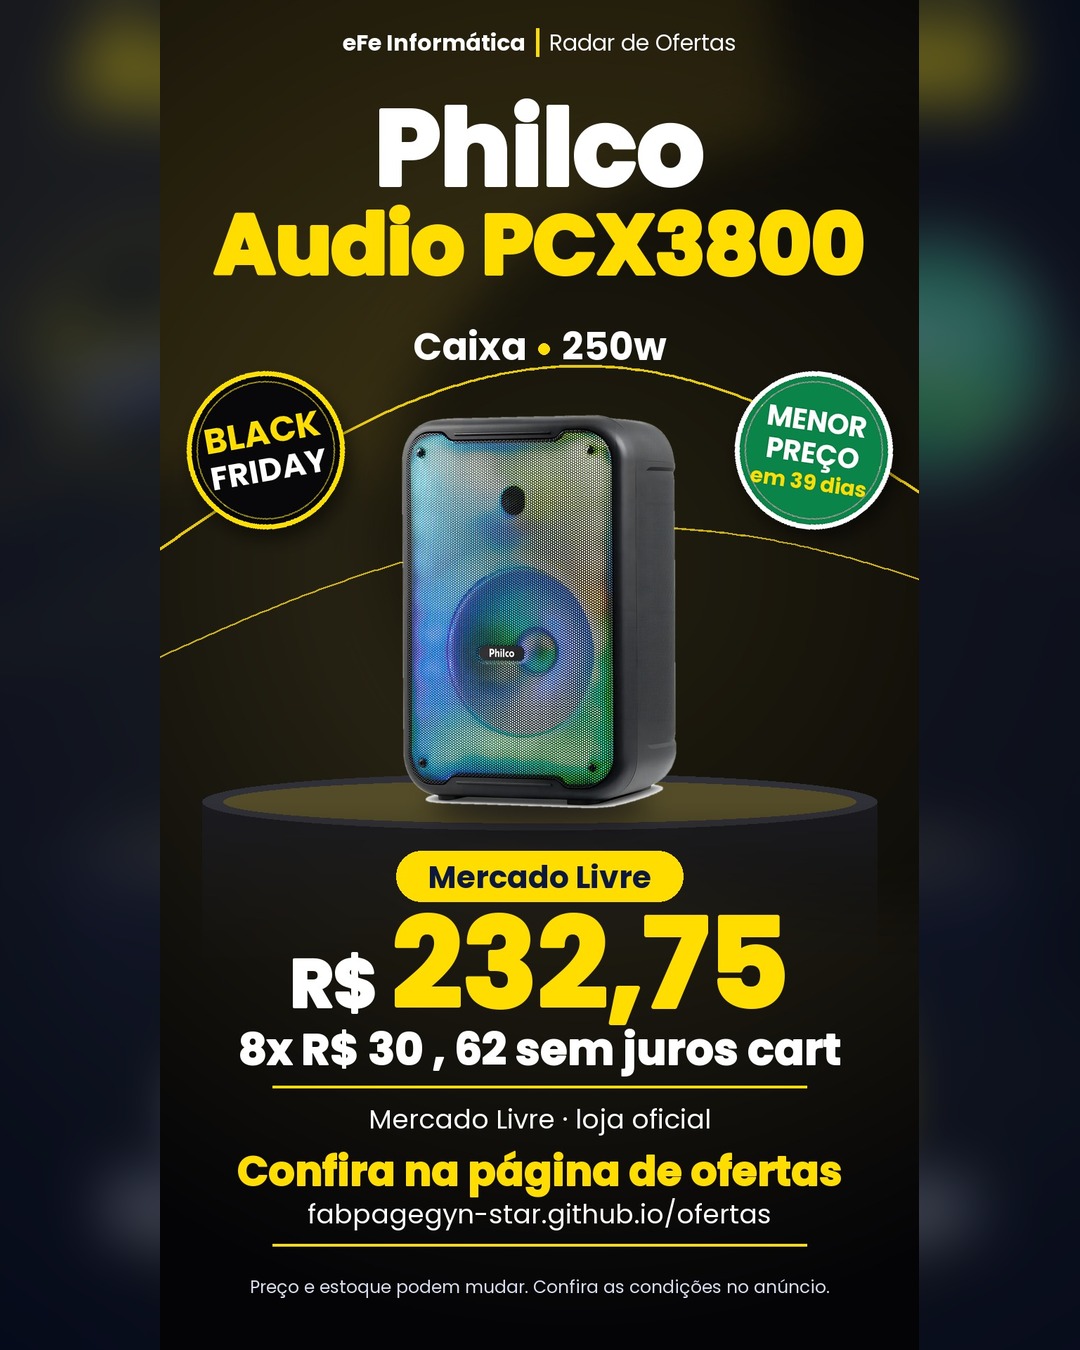 eFe Informática | Radar de Ofertas
Philco
Audio PCX3800
Caixa • 250w
BLACK
FRIDAY
MENOR
PREÇO
em 39 dias
Philco
Mercado Livre
R$ 232,75
8x R$ 30 , 62 sem juros cart
Mercado Livre · loja oficial
Confira na página de ofertas
fabpagegyn-star.github.io/ofertas
Preço e estoque podem mudar. Confira as condições no anúncio.